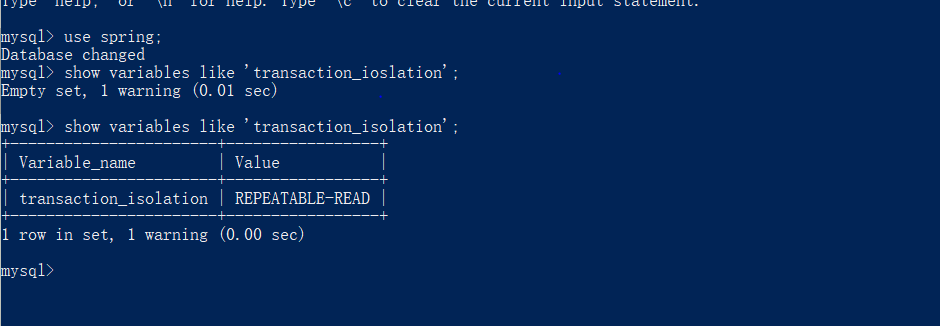 Type 'help;' or '\h' for help. Type '\c' to clear the current input statement.
mysql> use spring;
Database changed
mysql> show variables like 'transaction_ioslation';
Empty set, 1 warning (0.01 sec)
mysql> show variables like 'transaction_isolation';
+-----------------------+-----------------+
| Variable_name | Value |
+-----------------------+-----------------+
| transaction_isolation | REPEATABLE-READ |
+-----------------------+-----------------+
1 row in set, 1 warning (0.00 sec)
mysql>